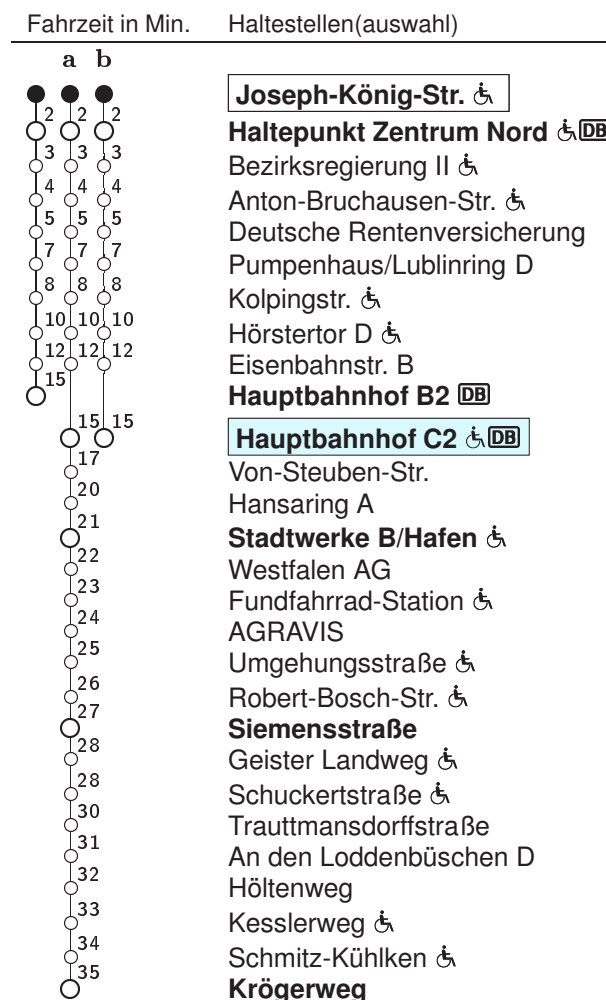 Fahrzeit in Min. Haltestellen(auswahl)
a b
Joseph-König-Str.
2 2 2 Haltepunkt Zentrum Nord DB
3 3 3 Bezirksregierung II
4 4 4 Anton-Bruchausen-Str.
5 5 5 Deutsche Rentenversicherung
7 7 7 Pumpenhaus/Lublinring D
8 8 8 Kolpingstr.
10 10 10 Hörstertor D
12 12 12 Eisenbahnstr. B
15 Hauptbahnhof B2 DB
15 15 Hauptbahnhof C2 DB
17 Von-Steuben-Str.
20 Hansaring A
21 Stadtwerke B/Hafen
22 Westfalen AG
23 Fundfahrrad-Station
24 AGRAVIS
25 Umgehungsstraße
26 Robert-Bosch-Str.
27 Siemensstraße
28 Geister Landweg
28 Schuckertstraße
30 Trauttmansdorffstraße
31 An den Loddenbüschen D
32 Höltenweg
33 Kesslerweg
34 Schmitz-Kühlken
35 Krögerweg